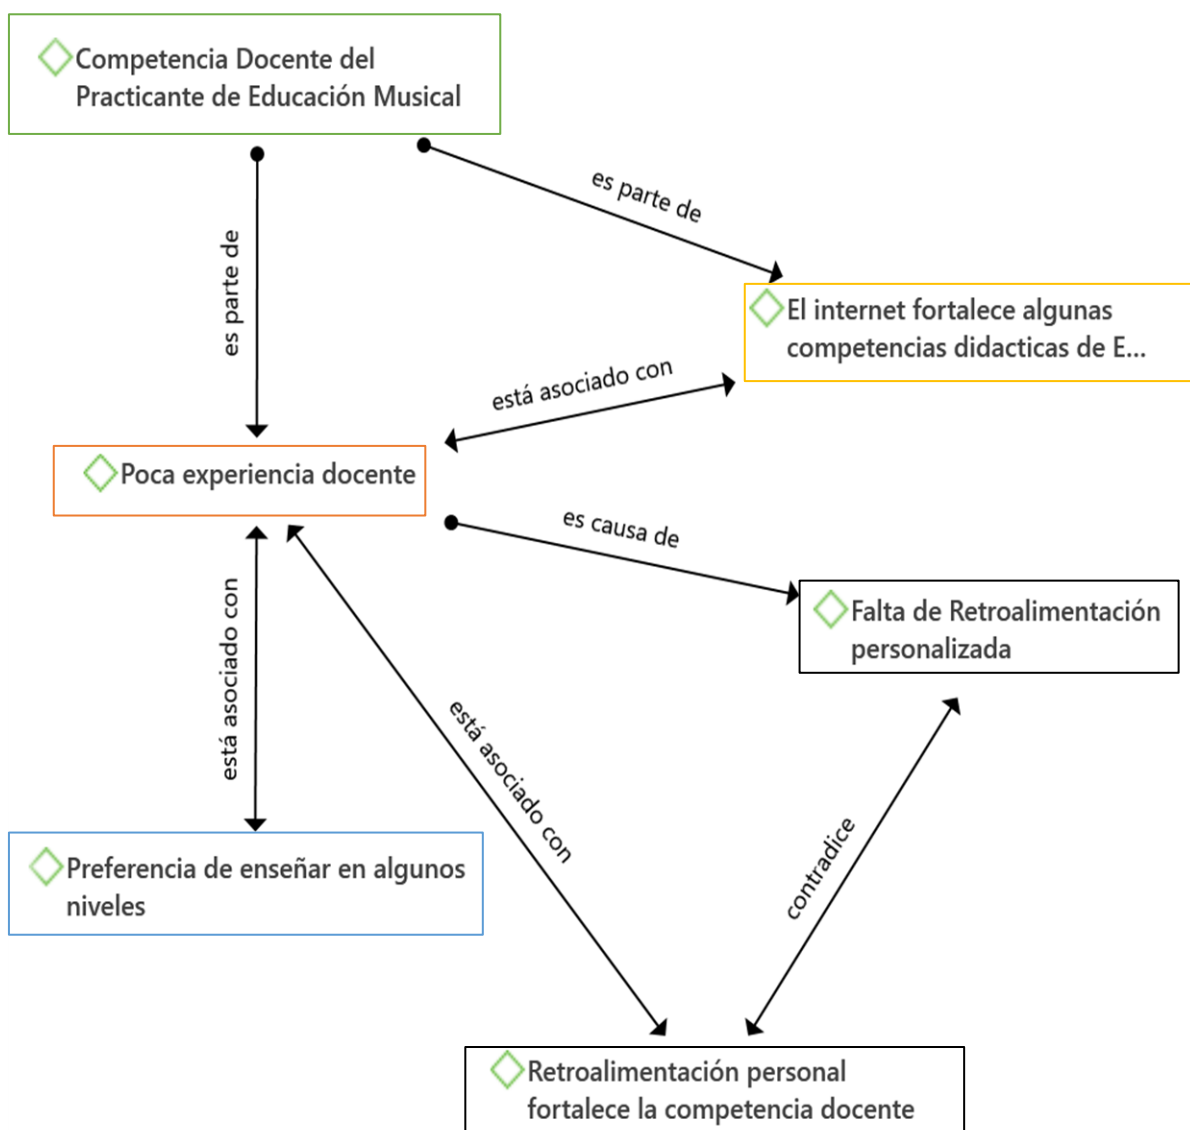 Competencia Docente del
Practicante de Educación Musical
es parte de
es parte de
El internet fortalece algunas
competencias didacticas de E...
está asociado con
Poca experiencia docente
es causa de
Falta de Retroalimentación
personalizada
está asociado con
está asociado con
contradice
Preferencia de enseñar en algunos
niveles
Retroalimentación personal
fortalece la competencia docente